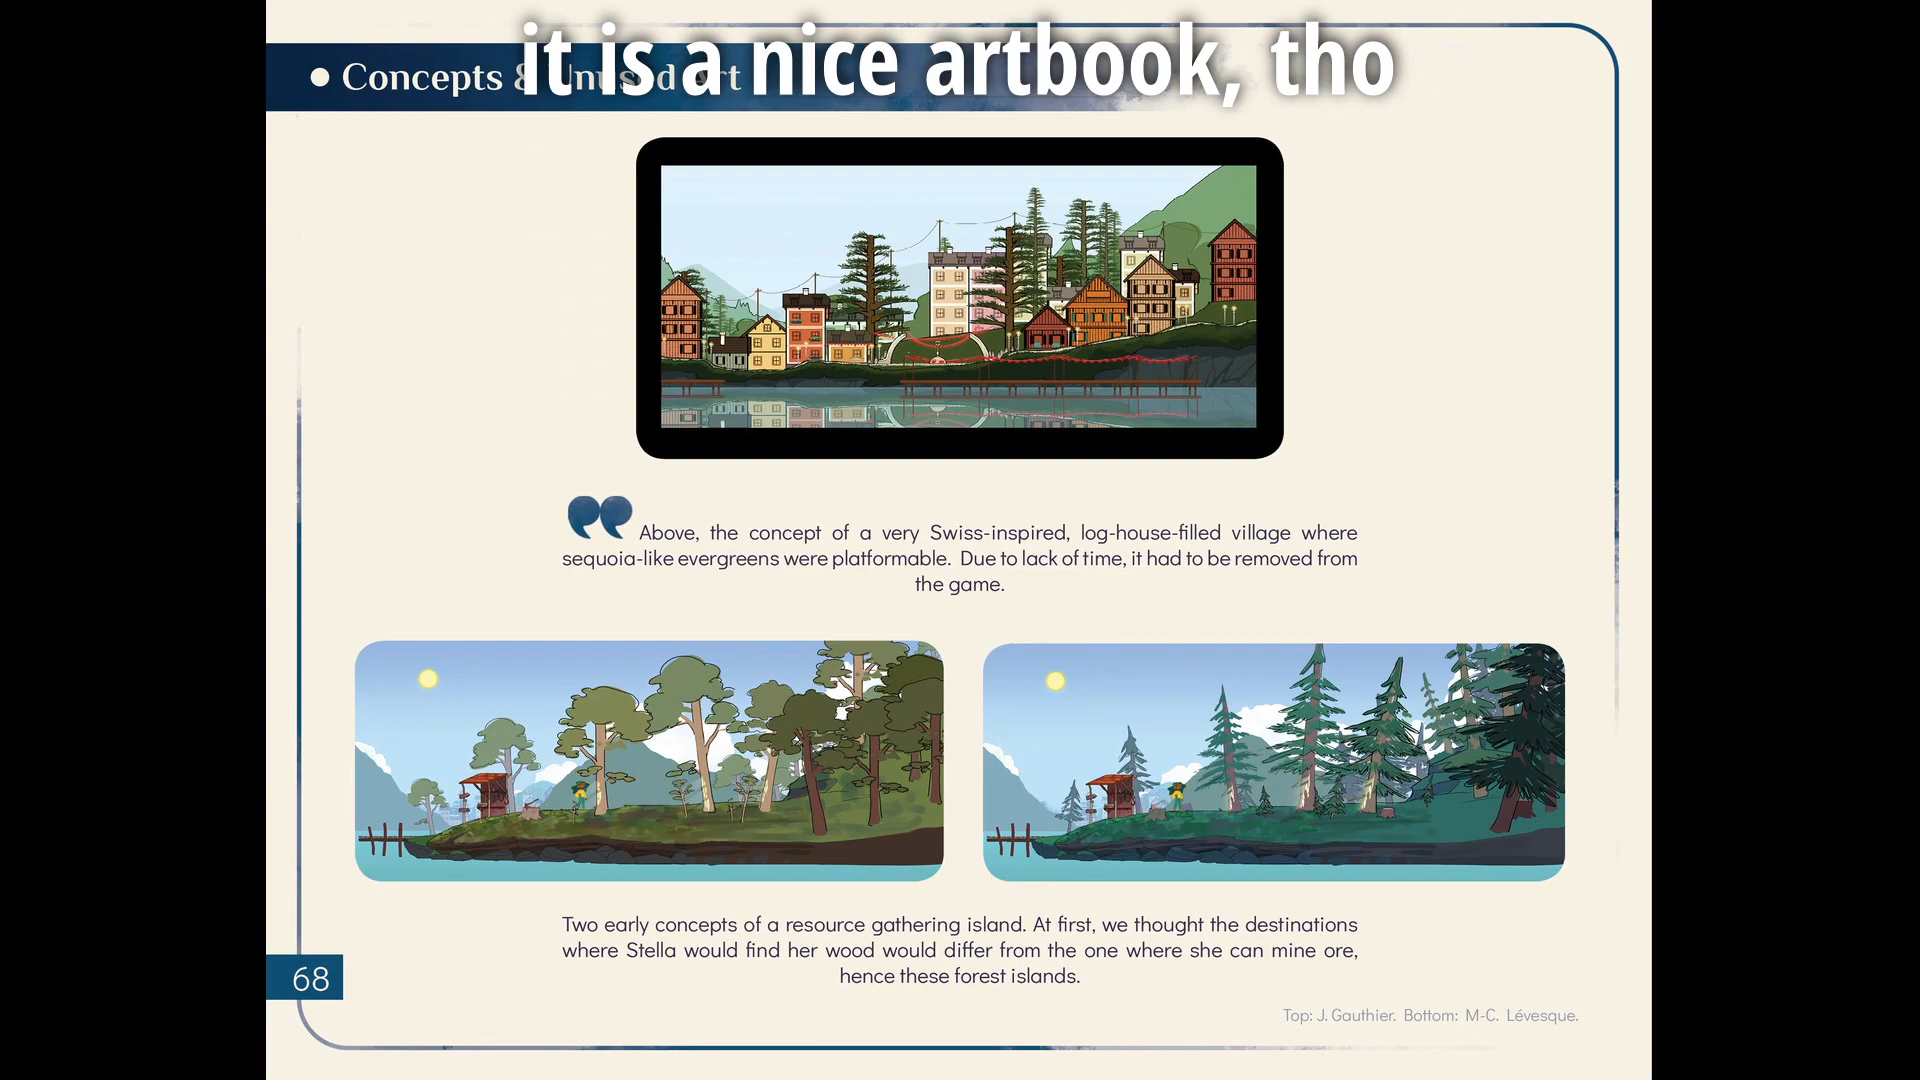 it is a nice artbook, tho
Concepts & Unused Art
Above, the concept of a very Swiss-inspired, log-house-filled village where
sequoia-like evergreens were platformable. Due to lack of time, it had to be removed from
the game.
Two early concepts of a resource gathering island. At first, we thought the destinations
where Stella would find her wood would differ from the one where she can mine ore,
hence these forest islands.
68
Top: J. Gauthier. Bottom: M-C. Lévesque.